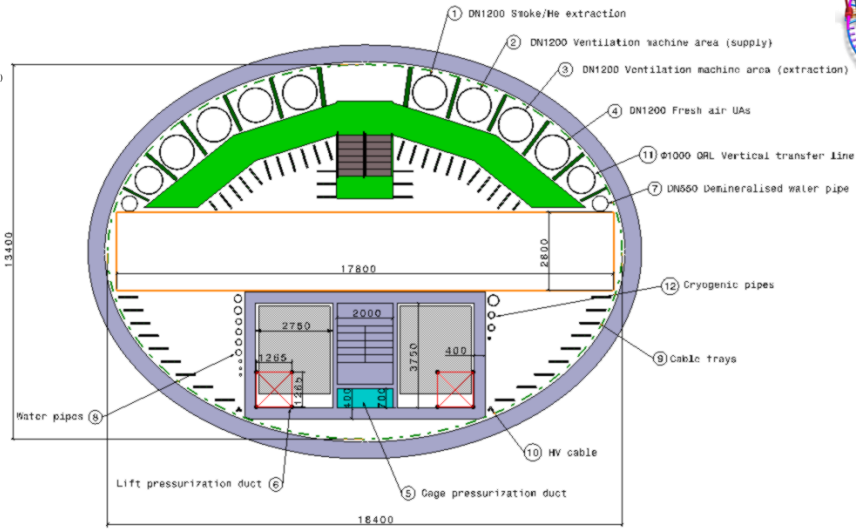 ① DN1200 Smoke/He extraction
② DN1200 Ventilation machine area (supply)
③ DN1200 Ventilation machine area (extraction)
)
④ DN1200 Fresh air UAs
⑪ Φ1000 QRL Vertical transfer line
⑦ DN550 Demineralised water pipe
13400
2800
17800
⑫ Cryogenic pipes
2000
2750
400
3750
1265
⑨ Cable trays
1265
400
700
Water pipes ⑧
⑩ HV cable
Lift pressurization duct ⑥
⑤ Cage pressurization duct
18400